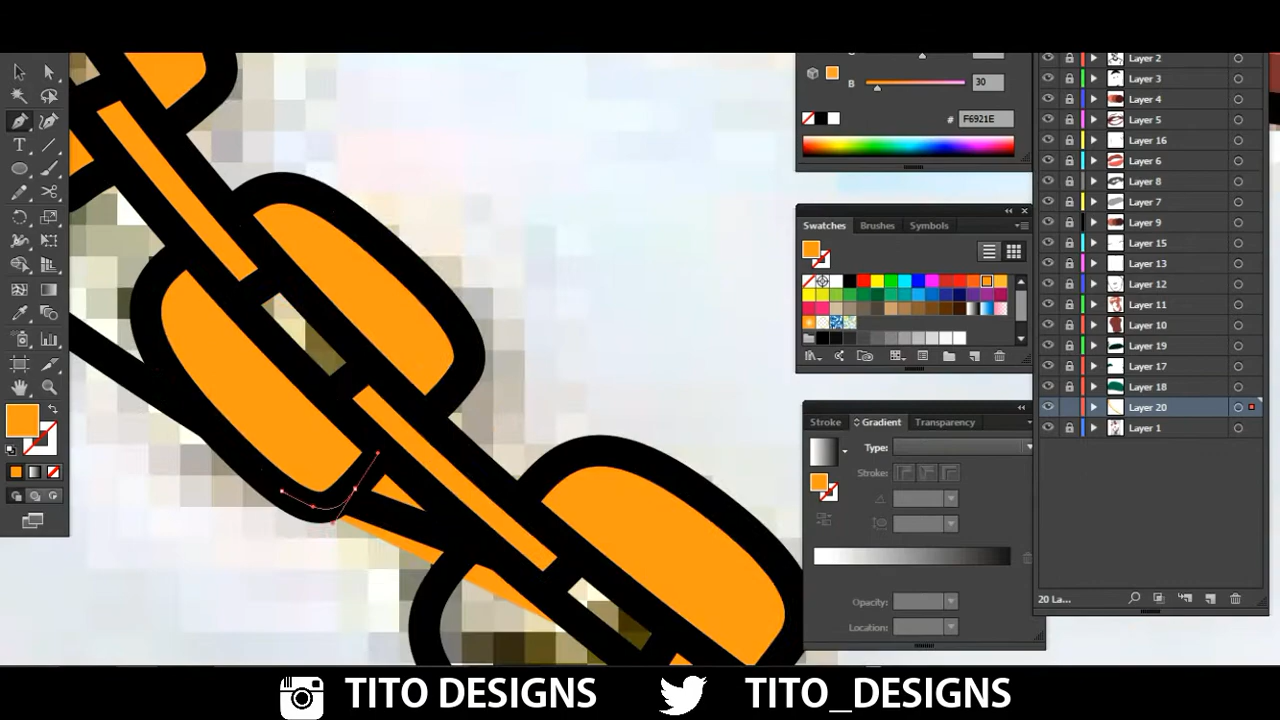 Layer 2
Layer 3
B 30
Layer 4
# F6921E
Layer 5
Layer 16
Layer 6
Layer 8
Layer 7
Swatches Brushes Symbols
Layer 9
Layer 15
Layer 13
Layer 12
Layer 11
Layer 10
Layer 19
Layer 17
Layer 18
Layer 20
Stroke Gradient Transparency
Layer 1
Type:
Stroke:
Opacity:
Location:
20 La...
TITO DESIGNS TITO_DESIGNS